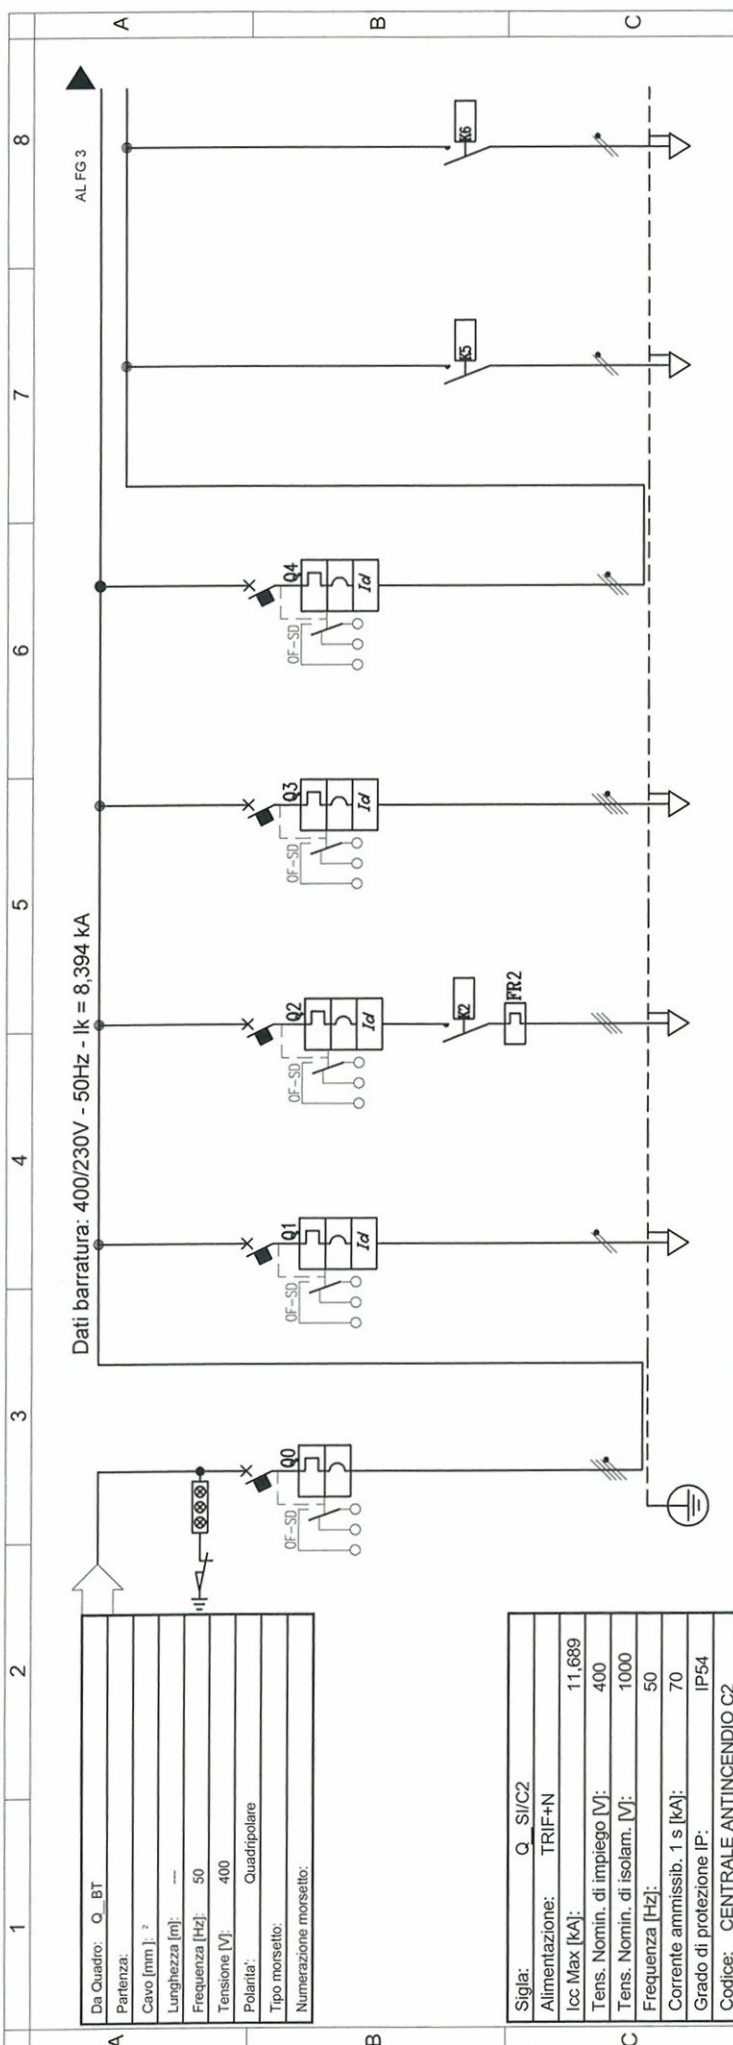 1
2
3
4
5
6
7
8
A
B
C
A
B
C
Da Quadro: Q__BT
Partenza:
Cavo [mm ]: ²
Lunghezza [m]: ---
Frequenza [Hz]: 50
Tensione [V]: 400
Polarita': Quadripolare
Tipo morsetto:
Numerazione morsetto:
Dati barratura: 400/230V - 50Hz - Ik = 8,394 kA
AL FG 3
OF-SD
Q0
OF-SD
Q1
Id
OF-SD
Q2
Id
K2
FR2
OF-SD
Q3
Id
OF-SD
Q4
Id
K5
K6
Sigla: Q__SI/C2
Alimentazione: TRIF+N
Icc Max [kA]: 11,689
Tens. Nomin. di impiego [V]: 400
Tens. Nomin. di isolam. [V]: 1000
Frequenza [Hz]: 50
Corrente ammissib. 1 s [kA]: 70
Grado di protezione IP: IP54
Codice: CENTRALE ANTINCENDIO C2